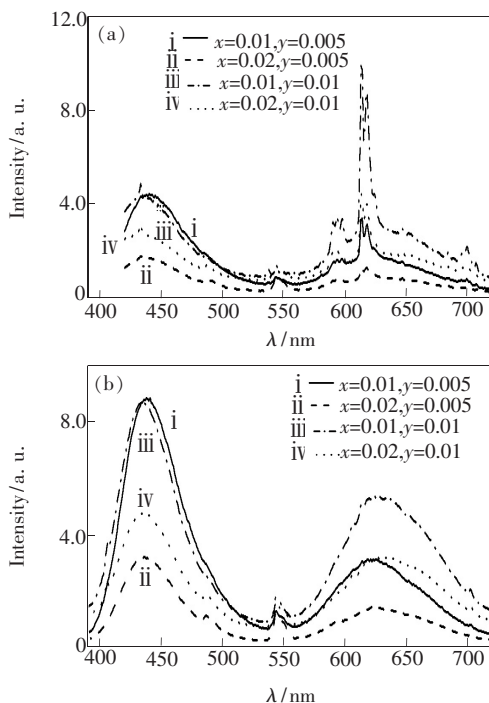 12.0
(a)
i x=0.01,y=0.005
ii x=0.02,y=0.005
iii x=0.01,y=0.01
iv x=0.02,y=0.01
8.0
4.0
0
Intensity/a. u.
i
iii
iv
ii
400 450 500 550 600 650 700
λ/nm
(b)
i x=0.01,y=0.005
ii x=0.02,y=0.005
iii x=0.01,y=0.01
iv x=0.02,y=0.01
8.0
4.0
0
Intensity/a. u.
i
iii
iv
ii
400 450 500 550 600 650 700
λ/nm